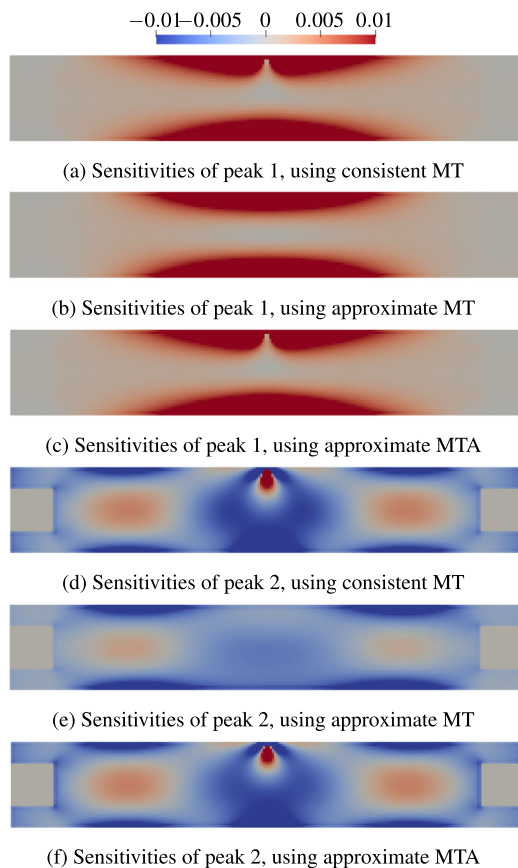 −0.01 −0.005 0 0.005 0.01
(a) Sensitivities of peak 1, using consistent MT
(b) Sensitivities of peak 1, using approximate MT
(c) Sensitivities of peak 1, using approximate MTA
(d) Sensitivities of peak 2, using consistent MT
(e) Sensitivities of peak 2, using approximate MT
(f) Sensitivities of peak 2, using approximate MTA